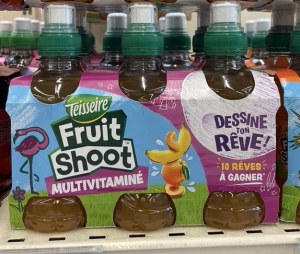 Teisseire
Fruit
Shoot
MULTIVITAMINÉ
DESSINE
TON
RÊVE!
10 RÊVES
À GAGNER